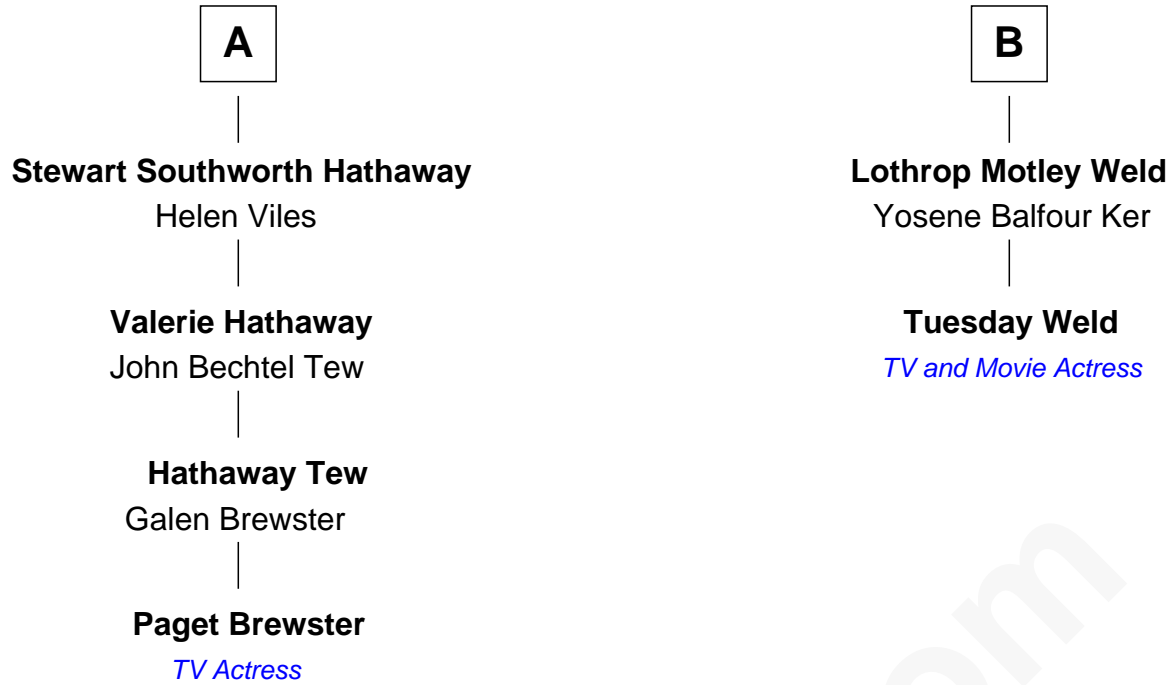 A
Stewart Southworth Hathaway
Helen Viles
Valerie Hathaway
John Bechtel Tew
Hathaway Tew
Galen Brewster
Paget Brewster
TV Actress
B
Lothrop Motley Weld
Yosene Balfour Ker
Tuesday Weld
TV and Movie Actress
om